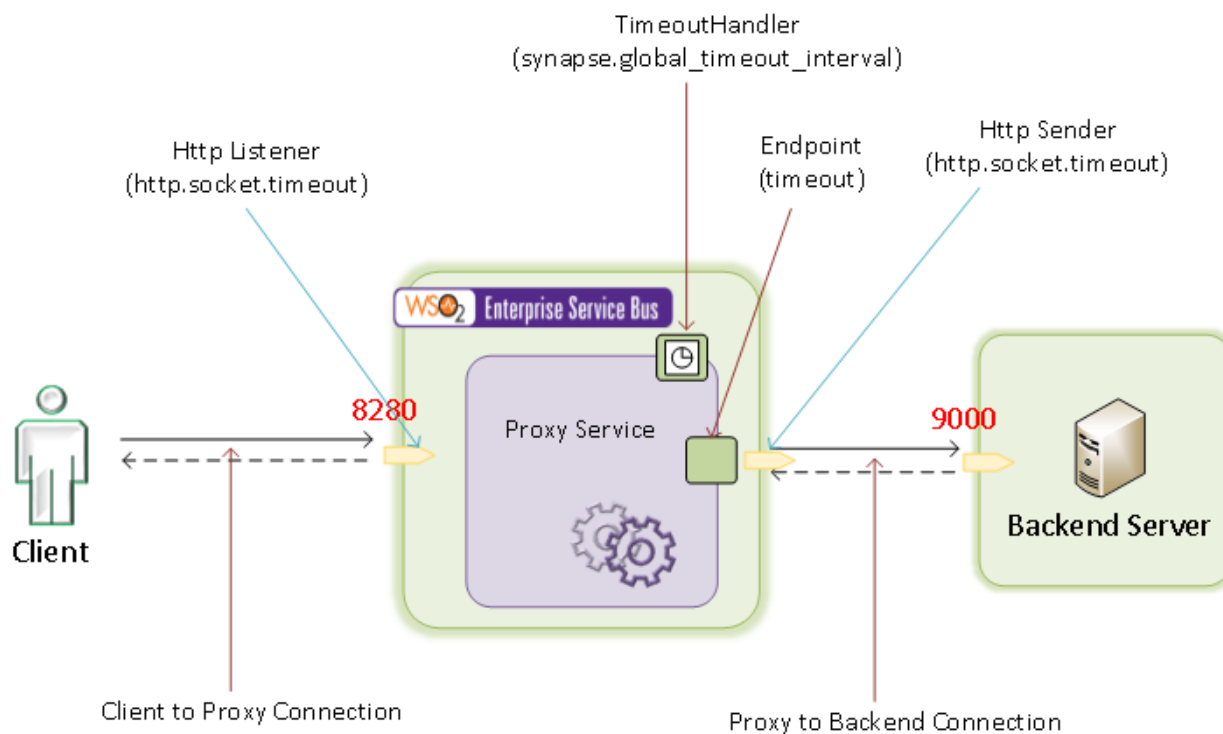 TimeoutHandler
(synapse.global_timeout_interval)
Http Listener
(http.socket.timeout)
Endpoint
(timeout)
Http Sender
(http.socket.timeout)
WSO2 Enterprise Service Bus
8280
Proxy Service
9000
Client
Backend Server
Client to Proxy Connection
Proxy to Backend Connection